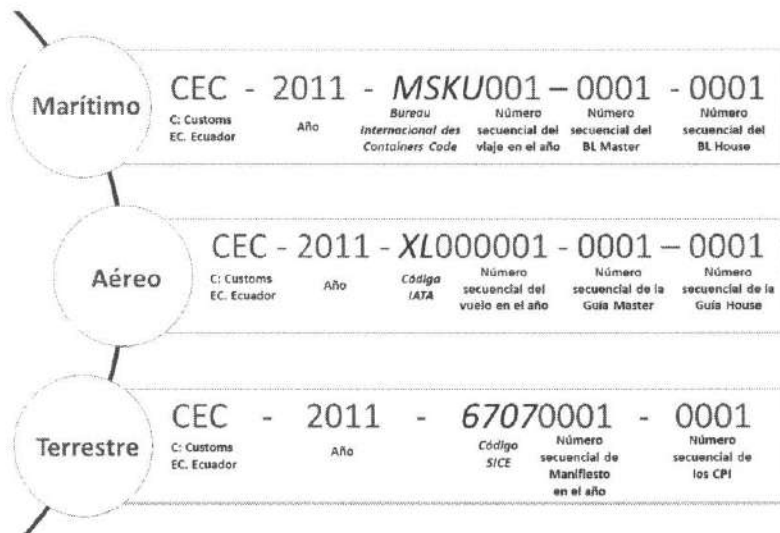 Marítimo
CEC - 2011 - MSKU001 – 0001 - 0001
C: Customs
EC. Ecuador
Año
Bureau
Internacional des
Containers Code
Número
secuencial del
viaje en el año
Número
secuencial del
BL Master
Número
secuencial del
BL House
Aéreo
CEC - 2011 - XL000001 - 0001 – 0001
C: Customs
EC. Ecuador
Año
Código
IATA
Número
secuencial del
vuelo en el año
Número
secuencial de la
Guía Master
Número
secuencial de la
Guía House
Terrestre
CEC - 2011 - 67070001 - 0001
C: Customs
EC. Ecuador
Año
Código
SICE
Número
secuencial de
Manifiesto
en el año
Número
secuencial de
los CPI